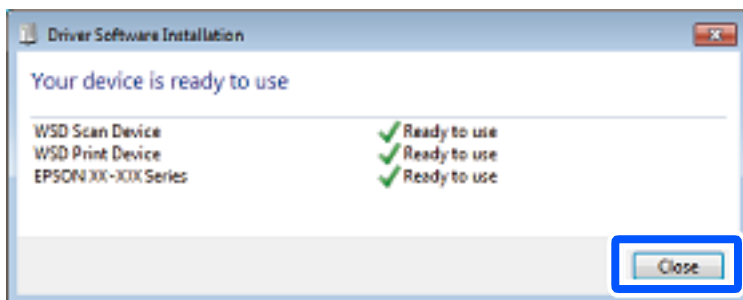 Driver Software Installation
Your device is ready to use
WSD Scan Device Ready to use
WSD Print Device Ready to use
EPSON XX-XXX Series Ready to use
Close